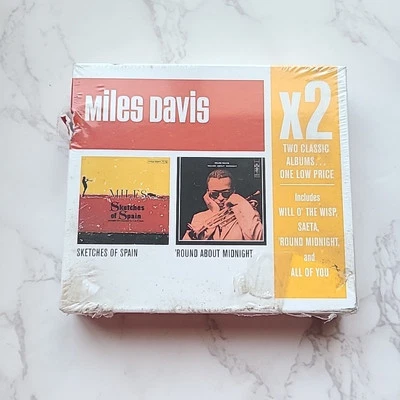 Miles Davis
X2
TWO CLASSIC
ALBUMS...
ONE LOW PRICE
Includes
WILL O' THE WISP,
SAETA,
'ROUND MIDNIGHT,
and
ALL OF YOU
MILES
Sketches
of Spain
SKETCHES OF SPAIN
'ROUND ABOUT MIDNIGHT